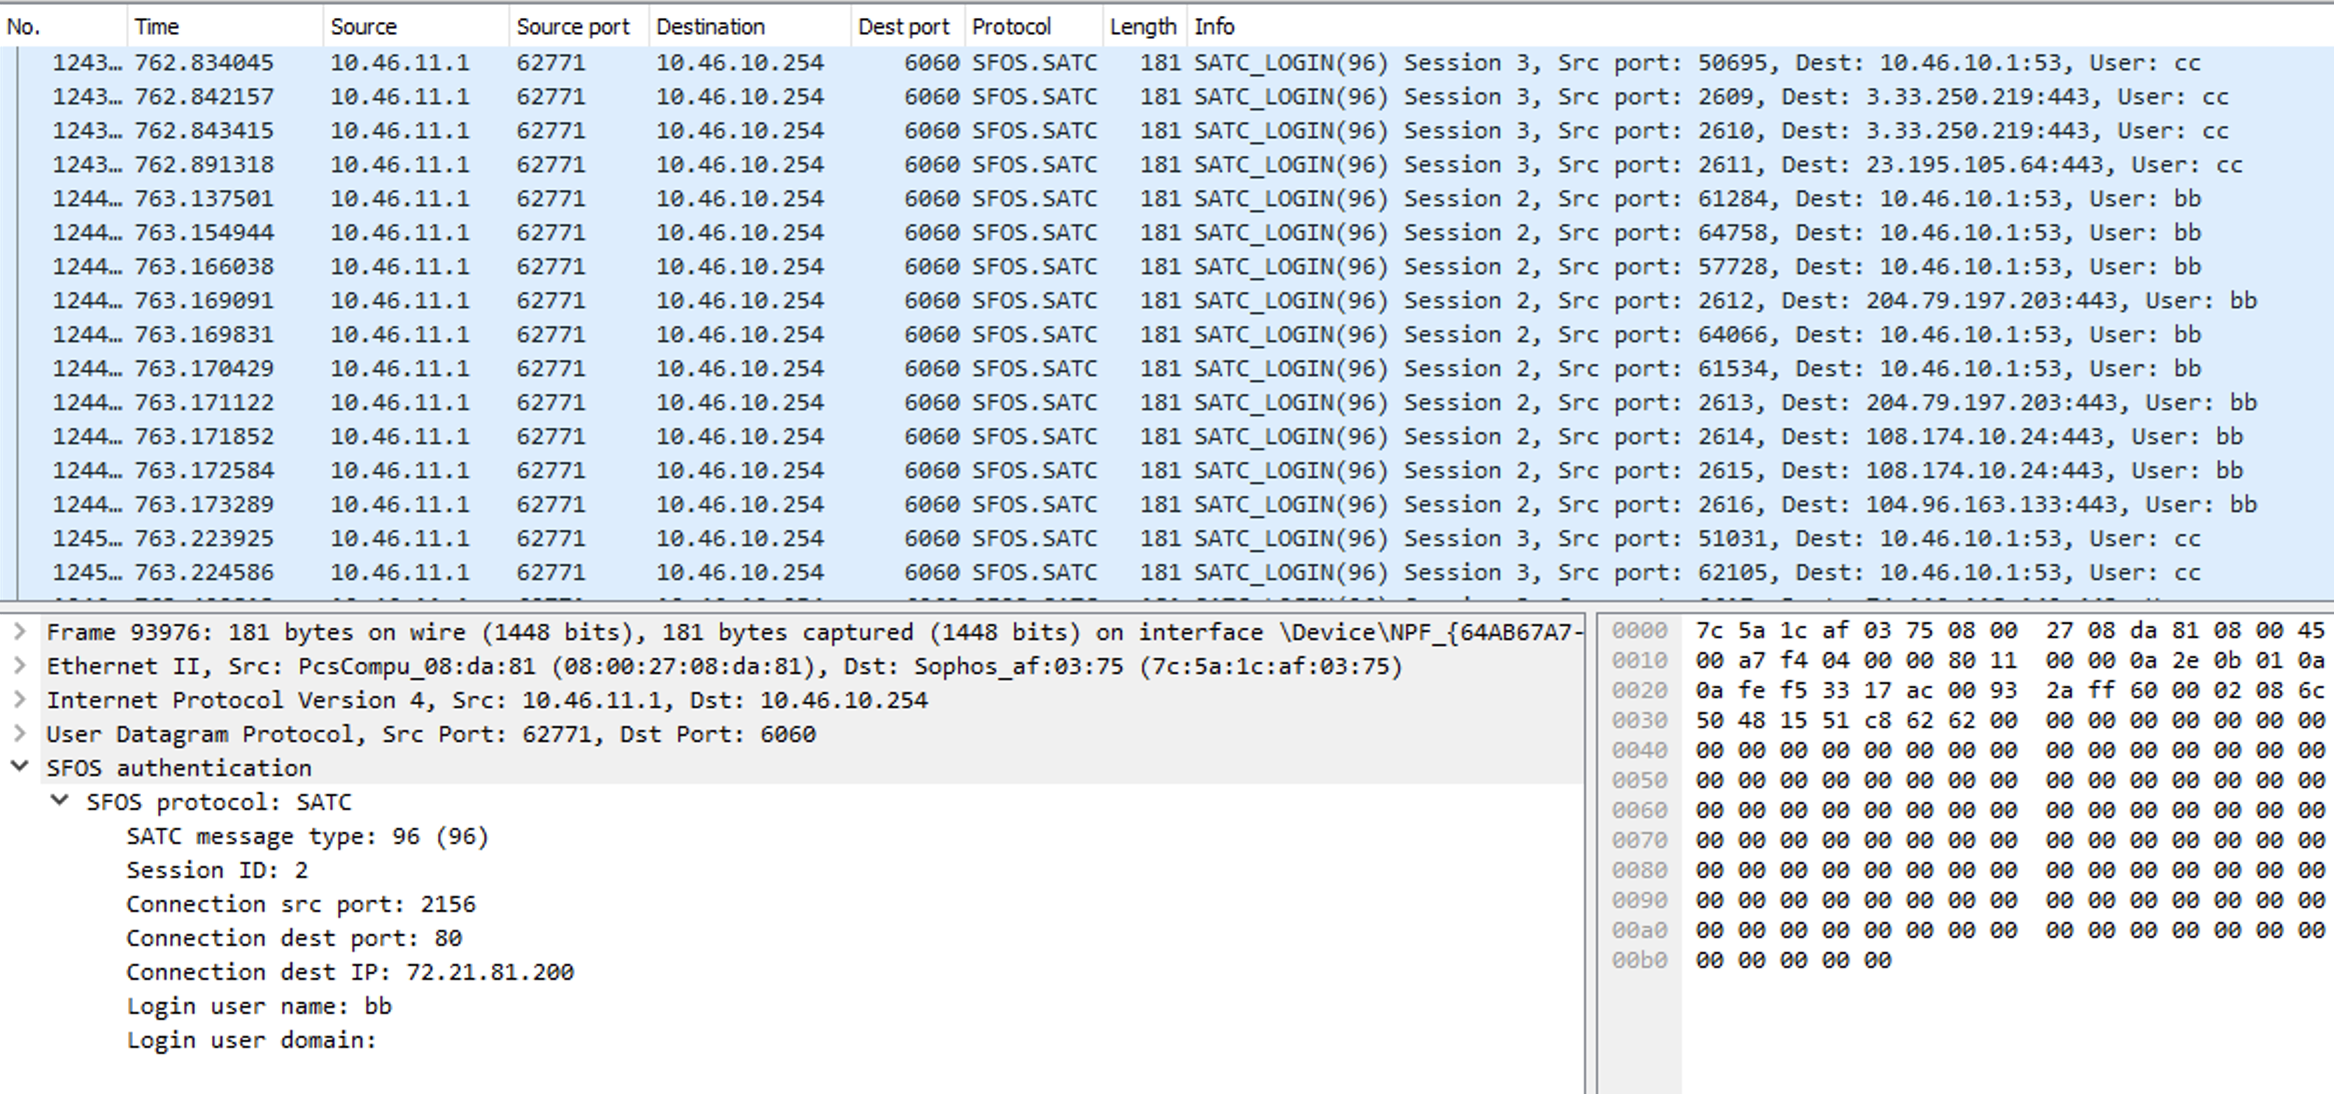 No. Time Source Source port Destination Dest port Protocol Length Info
1243… 762.834045 10.46.11.1 62771 10.46.10.254 6060 SFOS.SATC 181 SATC_LOGIN(96) Session 3, Src port: 50695, Dest: 10.46.10.1:53, User: cc
1243… 762.842157 10.46.11.1 62771 10.46.10.254 6060 SFOS.SATC 181 SATC_LOGIN(96) Session 3, Src port: 2609, Dest: 3.33.250.219:443, User: cc
1243… 762.843415 10.46.11.1 62771 10.46.10.254 6060 SFOS.SATC 181 SATC_LOGIN(96) Session 3, Src port: 2610, Dest: 3.33.250.219:443, User: cc
1243… 762.891318 10.46.11.1 62771 10.46.10.254 6060 SFOS.SATC 181 SATC_LOGIN(96) Session 3, Src port: 2611, Dest: 23.195.105.64:443, User: cc
1244… 763.137501 10.46.11.1 62771 10.46.10.254 6060 SFOS.SATC 181 SATC_LOGIN(96) Session 2, Src port: 61284, Dest: 10.46.10.1:53, User: bb
1244… 763.154944 10.46.11.1 62771 10.46.10.254 6060 SFOS.SATC 181 SATC_LOGIN(96) Session 2, Src port: 64758, Dest: 10.46.10.1:53, User: bb
1244… 763.166038 10.46.11.1 62771 10.46.10.254 6060 SFOS.SATC 181 SATC_LOGIN(96) Session 2, Src port: 57728, Dest: 10.46.10.1:53, User: bb
1244… 763.169091 10.46.11.1 62771 10.46.10.254 6060 SFOS.SATC 181 SATC_LOGIN(96) Session 2, Src port: 2612, Dest: 204.79.197.203:443, User: bb
1244… 763.169831 10.46.11.1 62771 10.46.10.254 6060 SFOS.SATC 181 SATC_LOGIN(96) Session 2, Src port: 64066, Dest: 10.46.10.1:53, User: bb
1244… 763.170429 10.46.11.1 62771 10.46.10.254 6060 SFOS.SATC 181 SATC_LOGIN(96) Session 2, Src port: 61534, Dest: 10.46.10.1:53, User: bb
1244… 763.171122 10.46.11.1 62771 10.46.10.254 6060 SFOS.SATC 181 SATC_LOGIN(96) Session 2, Src port: 2613, Dest: 204.79.197.203:443, User: bb
1244… 763.171852 10.46.11.1 62771 10.46.10.254 6060 SFOS.SATC 181 SATC_LOGIN(96) Session 2, Src port: 2614, Dest: 108.174.10.24:443, User: bb
1244… 763.172584 10.46.11.1 62771 10.46.10.254 6060 SFOS.SATC 181 SATC_LOGIN(96) Session 2, Src port: 2615, Dest: 108.174.10.24:443, User: bb
1244… 763.173289 10.46.11.1 62771 10.46.10.254 6060 SFOS.SATC 181 SATC_LOGIN(96) Session 2, Src port: 2616, Dest: 104.96.163.133:443, User: bb
1245… 763.223925 10.46.11.1 62771 10.46.10.254 6060 SFOS.SATC 181 SATC_LOGIN(96) Session 3, Src port: 51031, Dest: 10.46.10.1:53, User: cc
1245… 763.224586 10.46.11.1 62771 10.46.10.254 6060 SFOS.SATC 181 SATC_LOGIN(96) Session 3, Src port: 62105, Dest: 10.46.10.1:53, User: cc
Frame 93976: 181 bytes on wire (1448 bits), 181 bytes captured (1448 bits) on interface \Device\NPF_{64AB67A7-
Ethernet II, Src: PcsCompu_08:da:81 (08:00:27:08:da:81), Dst: Sophos_af:03:75 (7c:5a:1c:af:03:75)
Internet Protocol Version 4, Src: 10.46.11.1, Dst: 10.46.10.254
User Datagram Protocol, Src Port: 62771, Dst Port: 6060
SFOS authentication
SFOS protocol: SATC
SATC message type: 96 (96)
Session ID: 2
Connection src port: 2156
Connection dest port: 80
Connection dest IP: 72.21.81.200
Login user name: bb
Login user domain:
0000 7c 5a 1c af 03 75 08 00 27 08 da 81 08 00 45
0010 00 a7 f4 04 00 00 80 11 00 00 0a 2e 0b 01 0a
0020 0a fe f5 33 17 ac 00 93 2a ff 60 00 02 08 6c
0030 50 48 15 51 c8 62 62 00 00 00 00 00 00 00 00
0040 00 00 00 00 00 00 00 00 00 00 00 00 00 00 00
0050 00 00 00 00 00 00 00 00 00 00 00 00 00 00 00
0060 00 00 00 00 00 00 00 00 00 00 00 00 00 00 00
0070 00 00 00 00 00 00 00 00 00 00 00 00 00 00 00
0080 00 00 00 00 00 00 00 00 00 00 00 00 00 00 00
0090 00 00 00 00 00 00 00 00 00 00 00 00 00 00 00
00a0 00 00 00 00 00 00 00 00 00 00 00 00 00 00 00
00b0 00 00 00 00 00